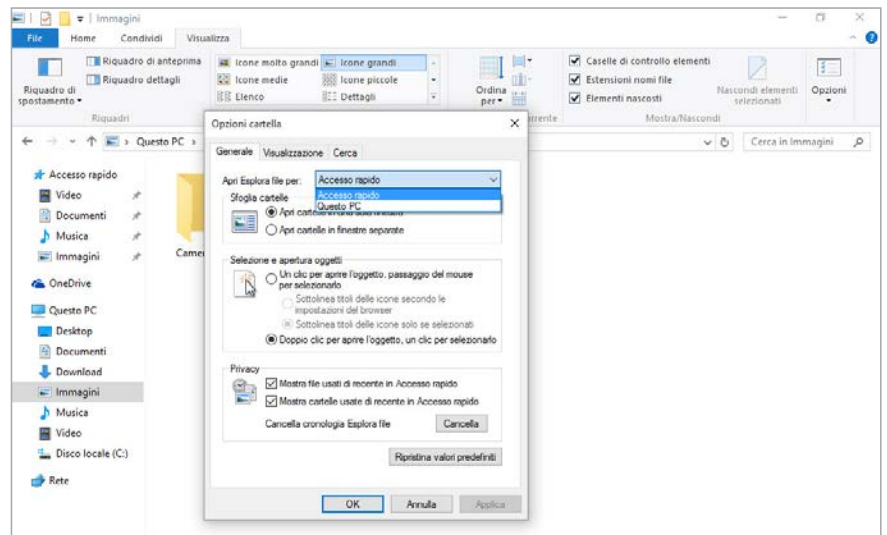 Immagini
File Home Condividi Visualizza
Riquadro di spostamento
Riquadro di anteprima
Riquadro dettagli
Riquadri
Icone molto grandi Icone grandi
Icone medie Icone piccole
Elenco Dettagli
Ordina per
Caselle di controllo elementi
Estensioni nomi file
Elementi nascosti
Nascondi elementi selezionati
Mostra/Nascondi
Opzioni
Questo PC
Cerca in Immagini
Accesso rapido
Video
Documenti
Musica
Immagini
OneDrive
Questo PC
Desktop
Documenti
Download
Immagini
Musica
Video
Disco locale (C:)
Rete
Opzioni cartella
Generale Visualizzazione Cerca
Apri Esplora file per: Accesso rapido
Accesso rapido
Questo PC
Sfoglia cartelle
Apri cartelle in finestre separate
Selezione e apertura oggetti
Un clic per aprire l'oggetto, passaggio del mouse
per selezionarlo
Sottolinea titoli delle icone secondo le
impostazioni del browser
Sottolinea titoli delle icone solo se selezionati
Doppio clic per aprire l'oggetto, un clic per selezionarlo
Privacy
Mostra file usati di recente in Accesso rapido
Mostra cartelle usate di recente in Accesso rapido
Cancella cronologia Esplora file Cancella
Ripristina valori predefiniti
OK Annulla Applica